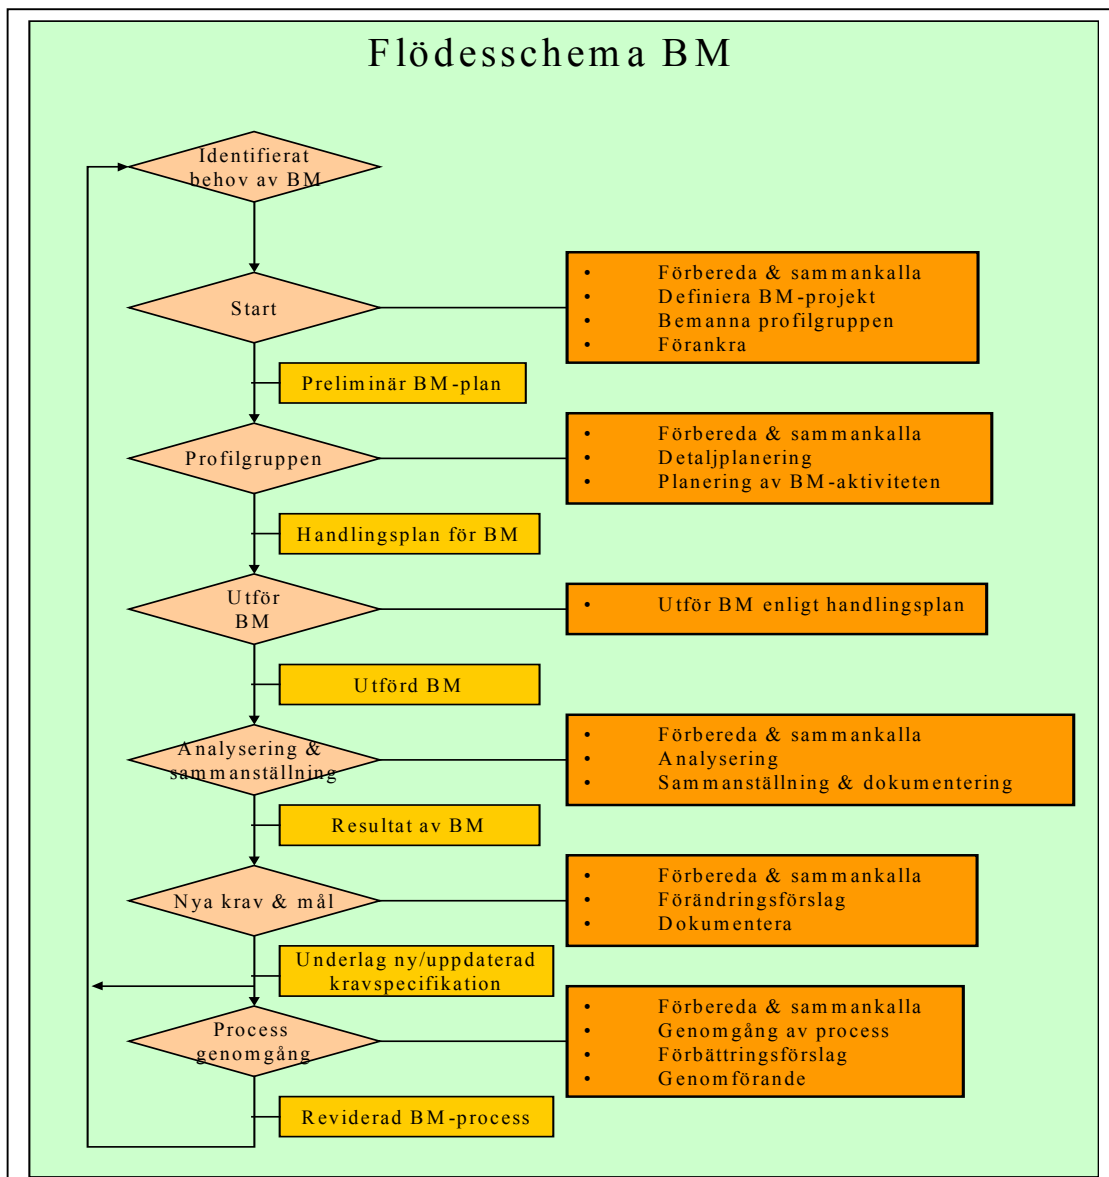 Flödesschema BM
Identifierat
behov av BM
Start
• Förbereda & sammankalla
• Definiera BM-projekt
• Bemanna profilgruppen
• Förankra
Preliminär BM-plan
Profilgruppen
• Förbereda & sammankalla
• Detaljplanering
• Planering av BM-aktiviteten
Handlingsplan för BM
Utför
BM
• Utför BM enligt handlingsplan
Utförd BM
Analysering &
sammanställning
• Förbereda & sammankalla
• Analysering
• Sammanställning & dokumentering
Resultat av BM
Nya krav & mål
• Förbereda & sammankalla
• Förändringsförslag
• Dokumentera
Underlag ny/uppdaterad
kravspecifikation
Process
genomgång
• Förbereda & sammankalla
• Genomgång av process
• Förbättringsförslag
• Genomförande
Reviderad BM-process